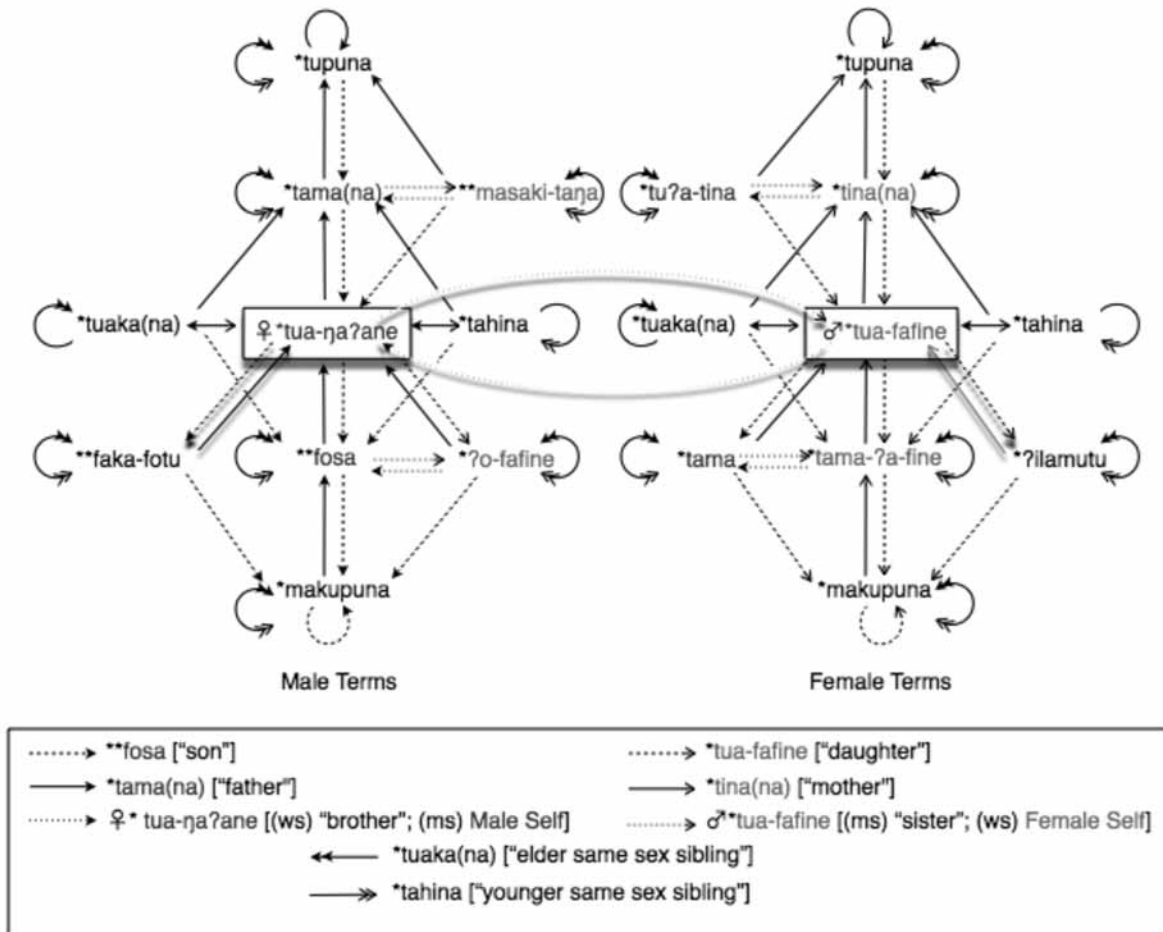 *tupuna *tupuna
*tama(na) **masaki-taŋa *tu?a-tina *tina(na)
*tuaka(na) ♀ *tua-ŋa?ane *tahina *tuaka(na) ♂*tua-fafine *tahina
**faka-fotu **fosa *?o-fafine *tama *tama-?a-fine *?ilamutu
*makupuna *makupuna
Male Terms Female Terms
**fosa ["son"] *tua-fafine ["daughter"]
*tama(na) ["father"] *tina(na) ["mother"]
♀* tua-ŋa?ane [(ws) "brother"; (ms) Male Self] ♂*tua-fafine [(ms) "sister"; (ws) Female Self]
*tuaka(na) ["elder same sex sibling"]
*tahina ["younger same sex sibling"]